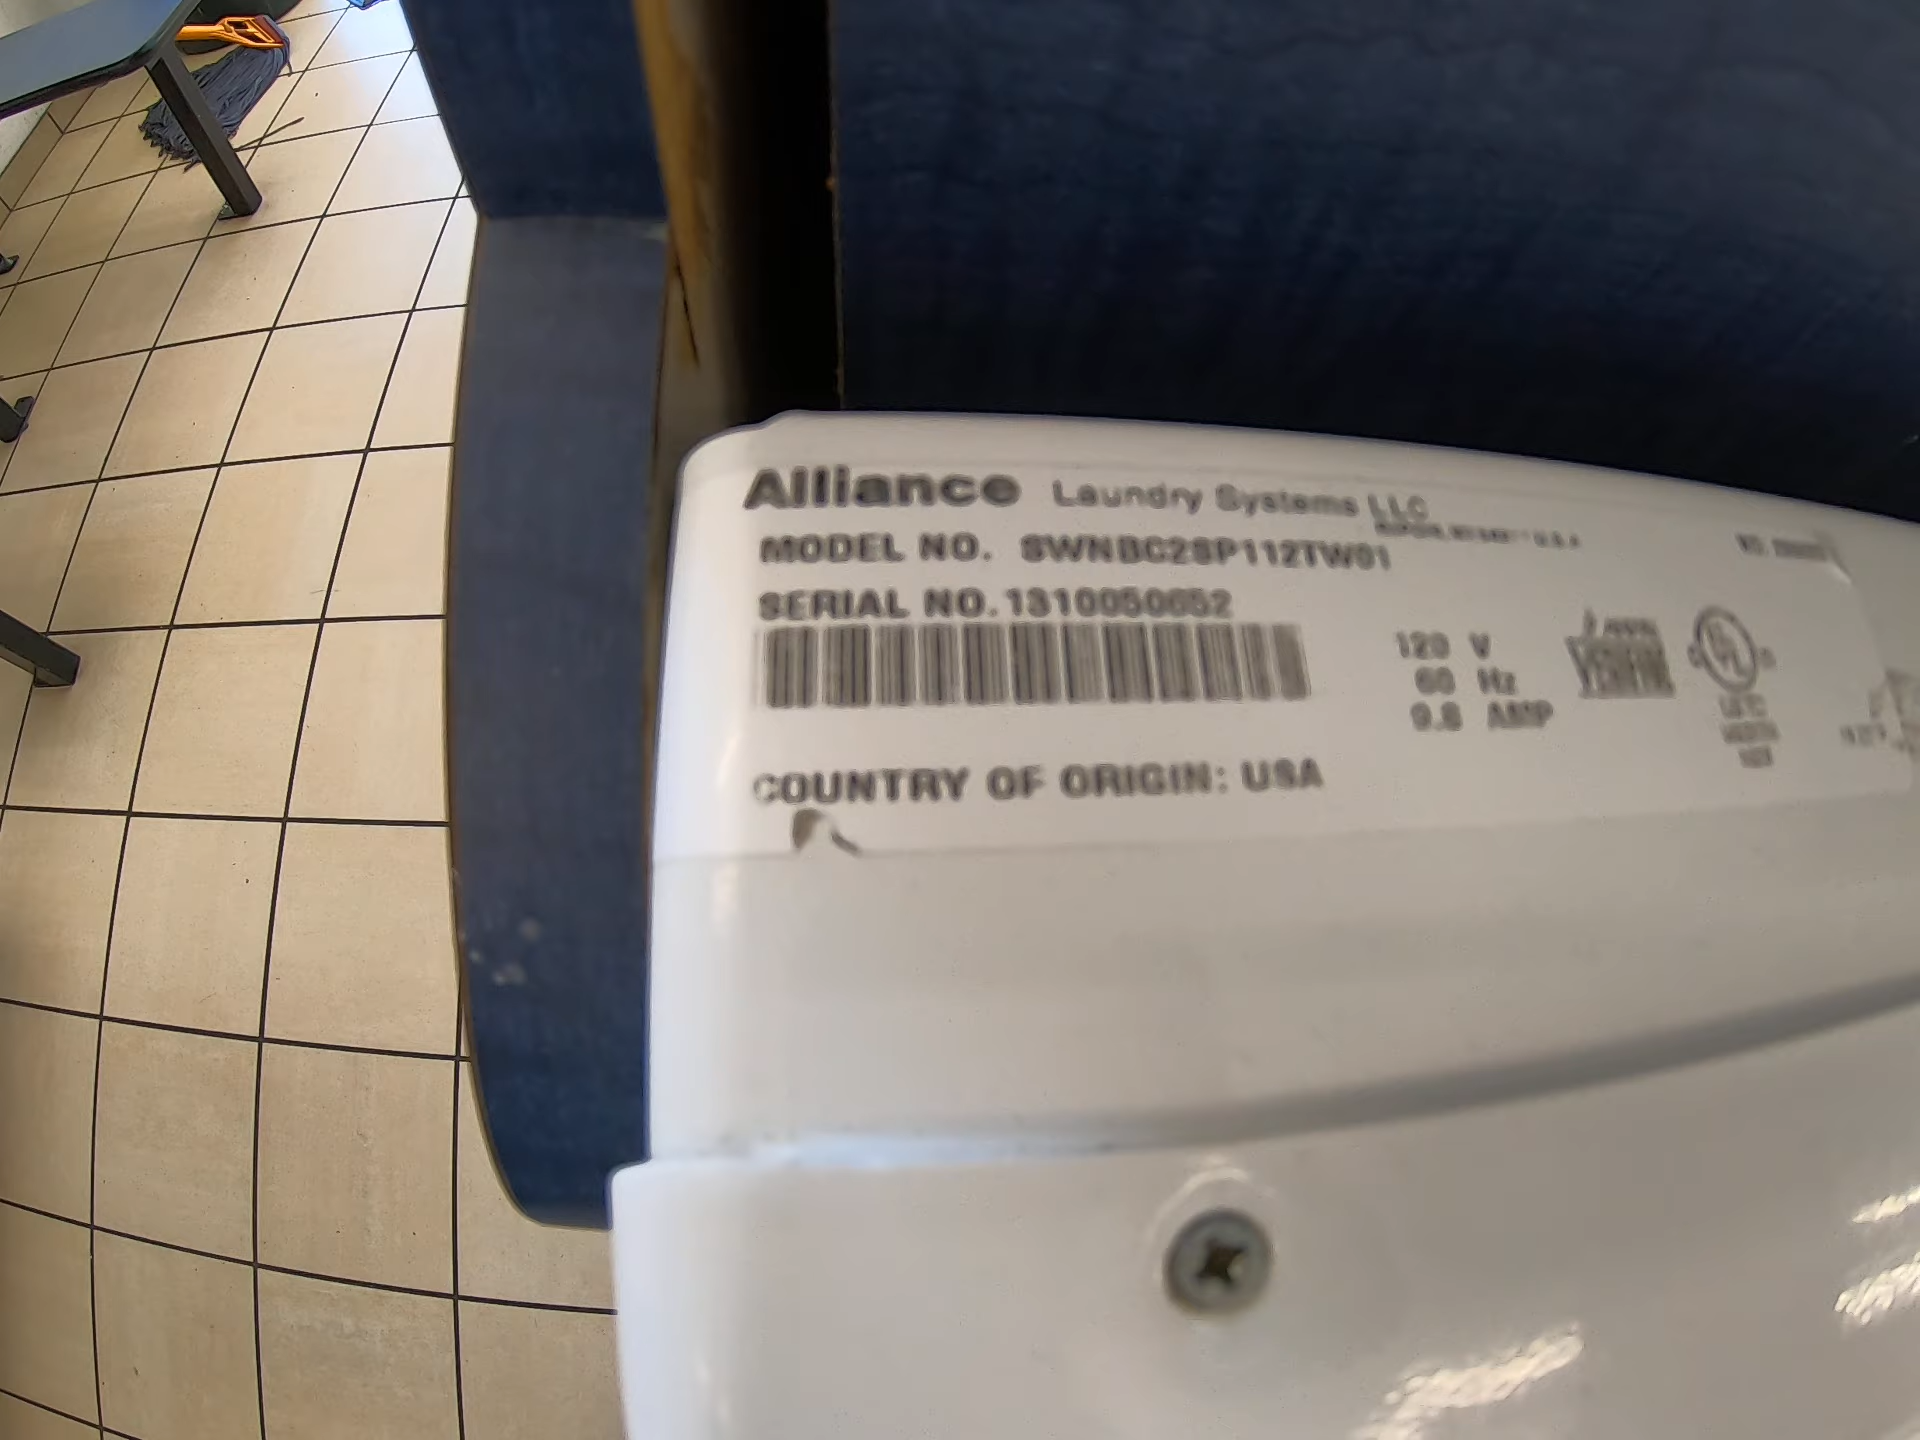 Alliance Laundry Systems LLC
MODEL NO. SWNBC2SP112TW01
SERIAL NO. 1310050652
120 V
60 Hz
9.8 AMP
COUNTRY OF ORIGIN: USA